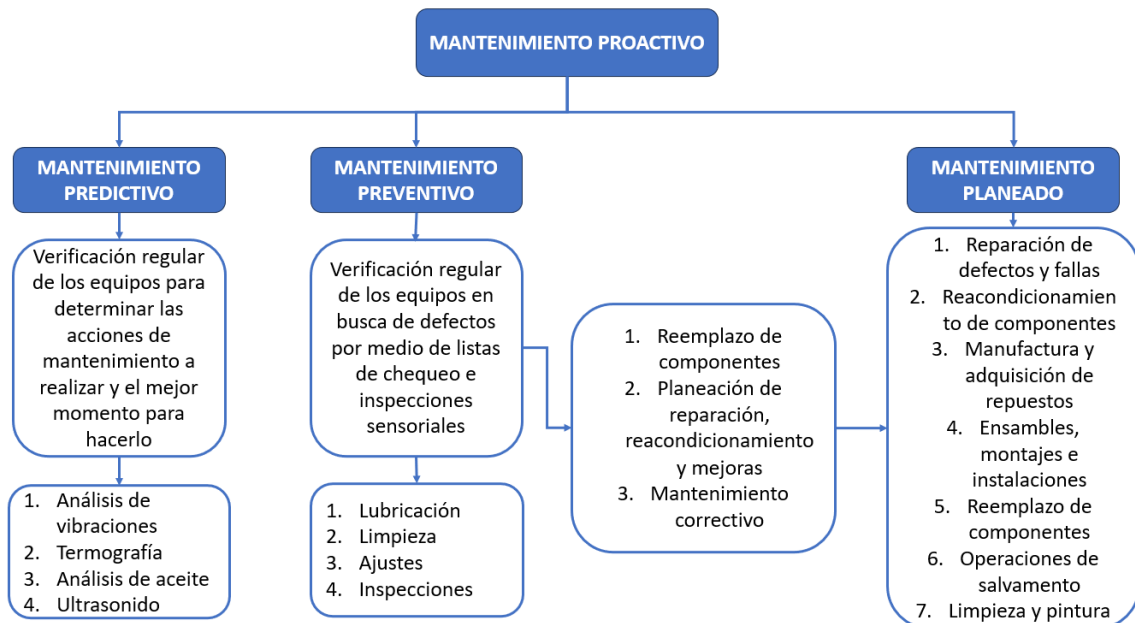 MANTENIMIENTO PROACTIVO
MANTENIMIENTO
PREDICTIVO
Verificación regular
de los equipos para
determinar las
acciones de
mantenimiento a
realizar y el mejor
momento para
hacerlo
1. Análisis de
vibraciones
2. Termografía
3. Análisis de aceite
4. Ultrasonido
MANTENIMIENTO
PREVENTIVO
Verificación regular
de los equipos en
busca de defectos
por medio de listas
de chequeo e
inspecciones
sensoriales
1. Lubricación
2. Limpieza
3. Ajustes
4. Inspecciones
1. Reemplazo de
componentes
2. Planeación de
reparación,
reacondicionamiento
y mejoras
3. Mantenimiento
correctivo
MANTENIMIENTO
PLANEADO
1. Reparación de
defectos y fallas
2. Reacondicionamien
to de componentes
3. Manufactura y
adquisición de
repuestos
4. Ensambles,
montajes e
instalaciones
5. Reemplazo de
componentes
6. Operaciones de
salvamento
7. Limpieza y pintura